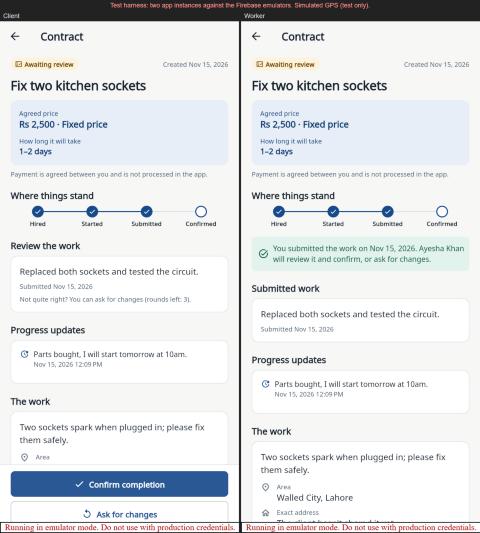 Test harness: two app instances against the Firebase emulators. Simulated GPS (test only).
Client
Contract
Awaiting review
Created Nov 15, 2026
Fix two kitchen sockets
Agreed price
Rs 2,500 · Fixed price
How long it will take
1–2 days
Payment is agreed between you and is not processed in the app.
Where things stand
Hired
Started
Submitted
Confirmed
Review the work
Replaced both sockets and tested the circuit.
Submitted Nov 15, 2026
Not quite right? You can ask for changes (rounds left: 3).
Progress updates
Parts bought, I will start tomorrow at 10am.
Nov 15, 2026 12:09 PM
The work
Two sockets spark when plugged in; please fix
them safely.
Area
Confirm completion
Ask for changes
Running in emulator mode. Do not use with production credentials.
Worker
Contract
Awaiting review
Created Nov 15, 2026
Fix two kitchen sockets
Agreed price
Rs 2,500 · Fixed price
How long it will take
1–2 days
Payment is agreed between you and is not processed in the app.
Where things stand
Hired
Started
Submitted
Confirmed
You submitted the work on Nov 15, 2026. Ayesha Khan
will review it and confirm, or ask for changes.
Submitted work
Replaced both sockets and tested the circuit.
Submitted Nov 15, 2026
Progress updates
Parts bought, I will start tomorrow at 10am.
Nov 15, 2026 12:09 PM
The work
Two sockets spark when plugged in; please fix
them safely.
Area
Walled City, Lahore
Exact address
Running in emulator mode. Do not use with production credentials.